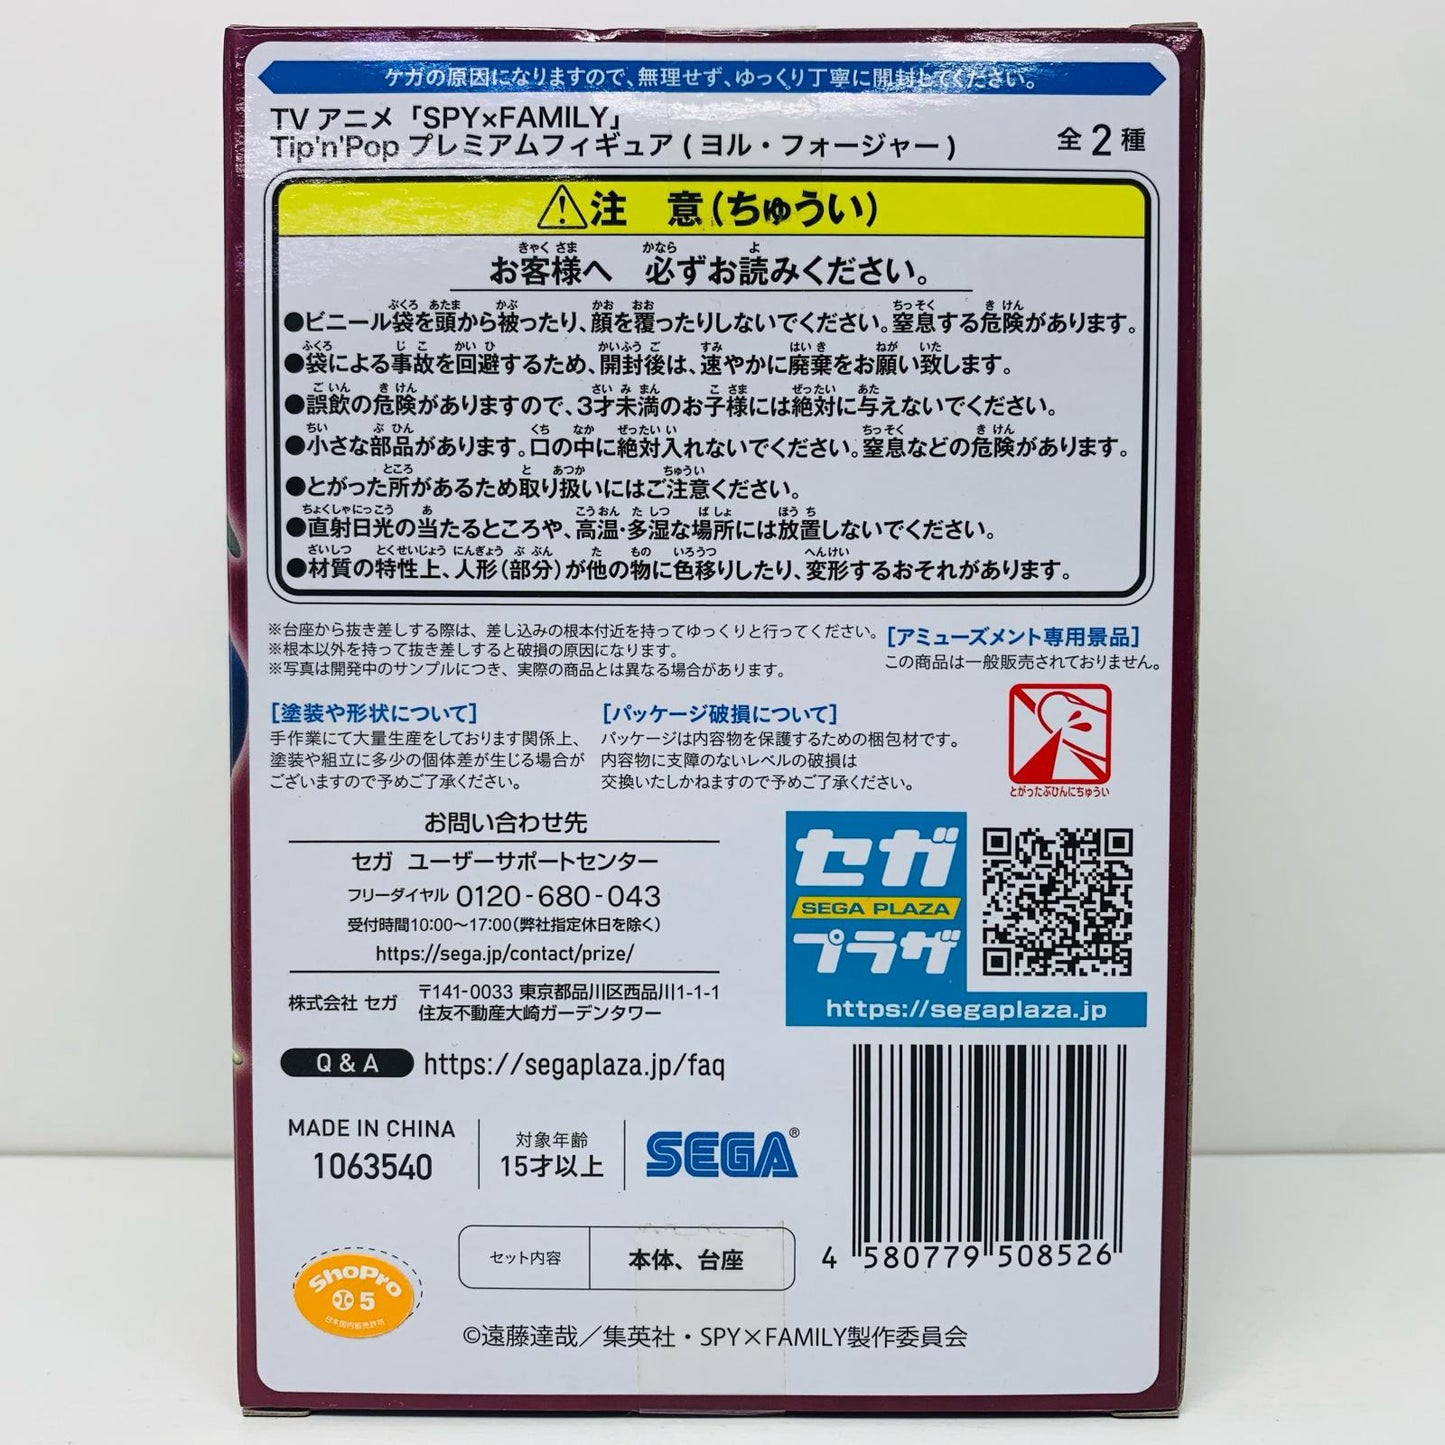 ケガの原因になりますので、無理せず、ゆっくり丁寧に開封してください。
TVアニメ「SPY×FAMILY」
Tip'n'Pop プレミアムフィギュア(ヨル・フォージャー)
全2種
注 意(ちゅうい)
お客様へ 必ずお読みください。
●ビニール袋を頭から被ったり、顔を覆ったりしないでください。窒息する危険があります。
●袋による事故を回避するため、開封後は、速やかに廃棄をお願い致します。
●誤飲の危険がありますので、3才未満のお子様には絶対に与えないでください。
●小さな部品があります。口の中に絶対入れないでください。窒息などの危険があります。
●とがった所があるため取り扱いにはご注意ください。
●直射日光の当たるところや、高温・多湿な場所には放置しないでください。
●材質の特性上、人形(部分)が他の物に色移りしたり、変形するおそれがあります。
※台座から抜き差しする際は、差し込みの根本付近を持ってゆっくりと行ってください。
※根本以外を持って抜き差しすると破損の原因になります。
※写真は開発中のサンプルにつき、実際の商品とは異なる場合があります。
[アミューズメント専用景品]
この商品は一般販売されておりません。
とがったぶひんにちゅうい
[塗装や形状について]
手作業にて大量生産をしております関係上、
塗装や組立に多少の個体差が生じる場合が
ございますので予めご了承ください。
[パッケージ破損について]
パッケージは内容物を保護するための梱包材です。
内容物に支障のないレベルの破損は
交換いたしかねますので予めご了承ください。
お問い合わせ先
セガ ユーザーサポートセンター
フリーダイヤル 0120-680-043
受付時間10:00〜17:00(弊社指定休日を除く)
https://sega.jp/contact/prize/
株式会社 セガ
〒141-0033 東京都品川区西品川1-1-1
住友不動産大崎ガーデンタワー
セガ
SEGA PLAZA
プラザ
https://segaplaza.jp
Q & A https://segaplaza.jp/faq
MADE IN CHINA
1063540
対象年齢
15才以上
SEGA®
4 580779 508526
セット内容
本体、台座
ShoPro
5
日本国内販売許可
©遠藤達哉／集英社・SPY×FAMILY製作委員会